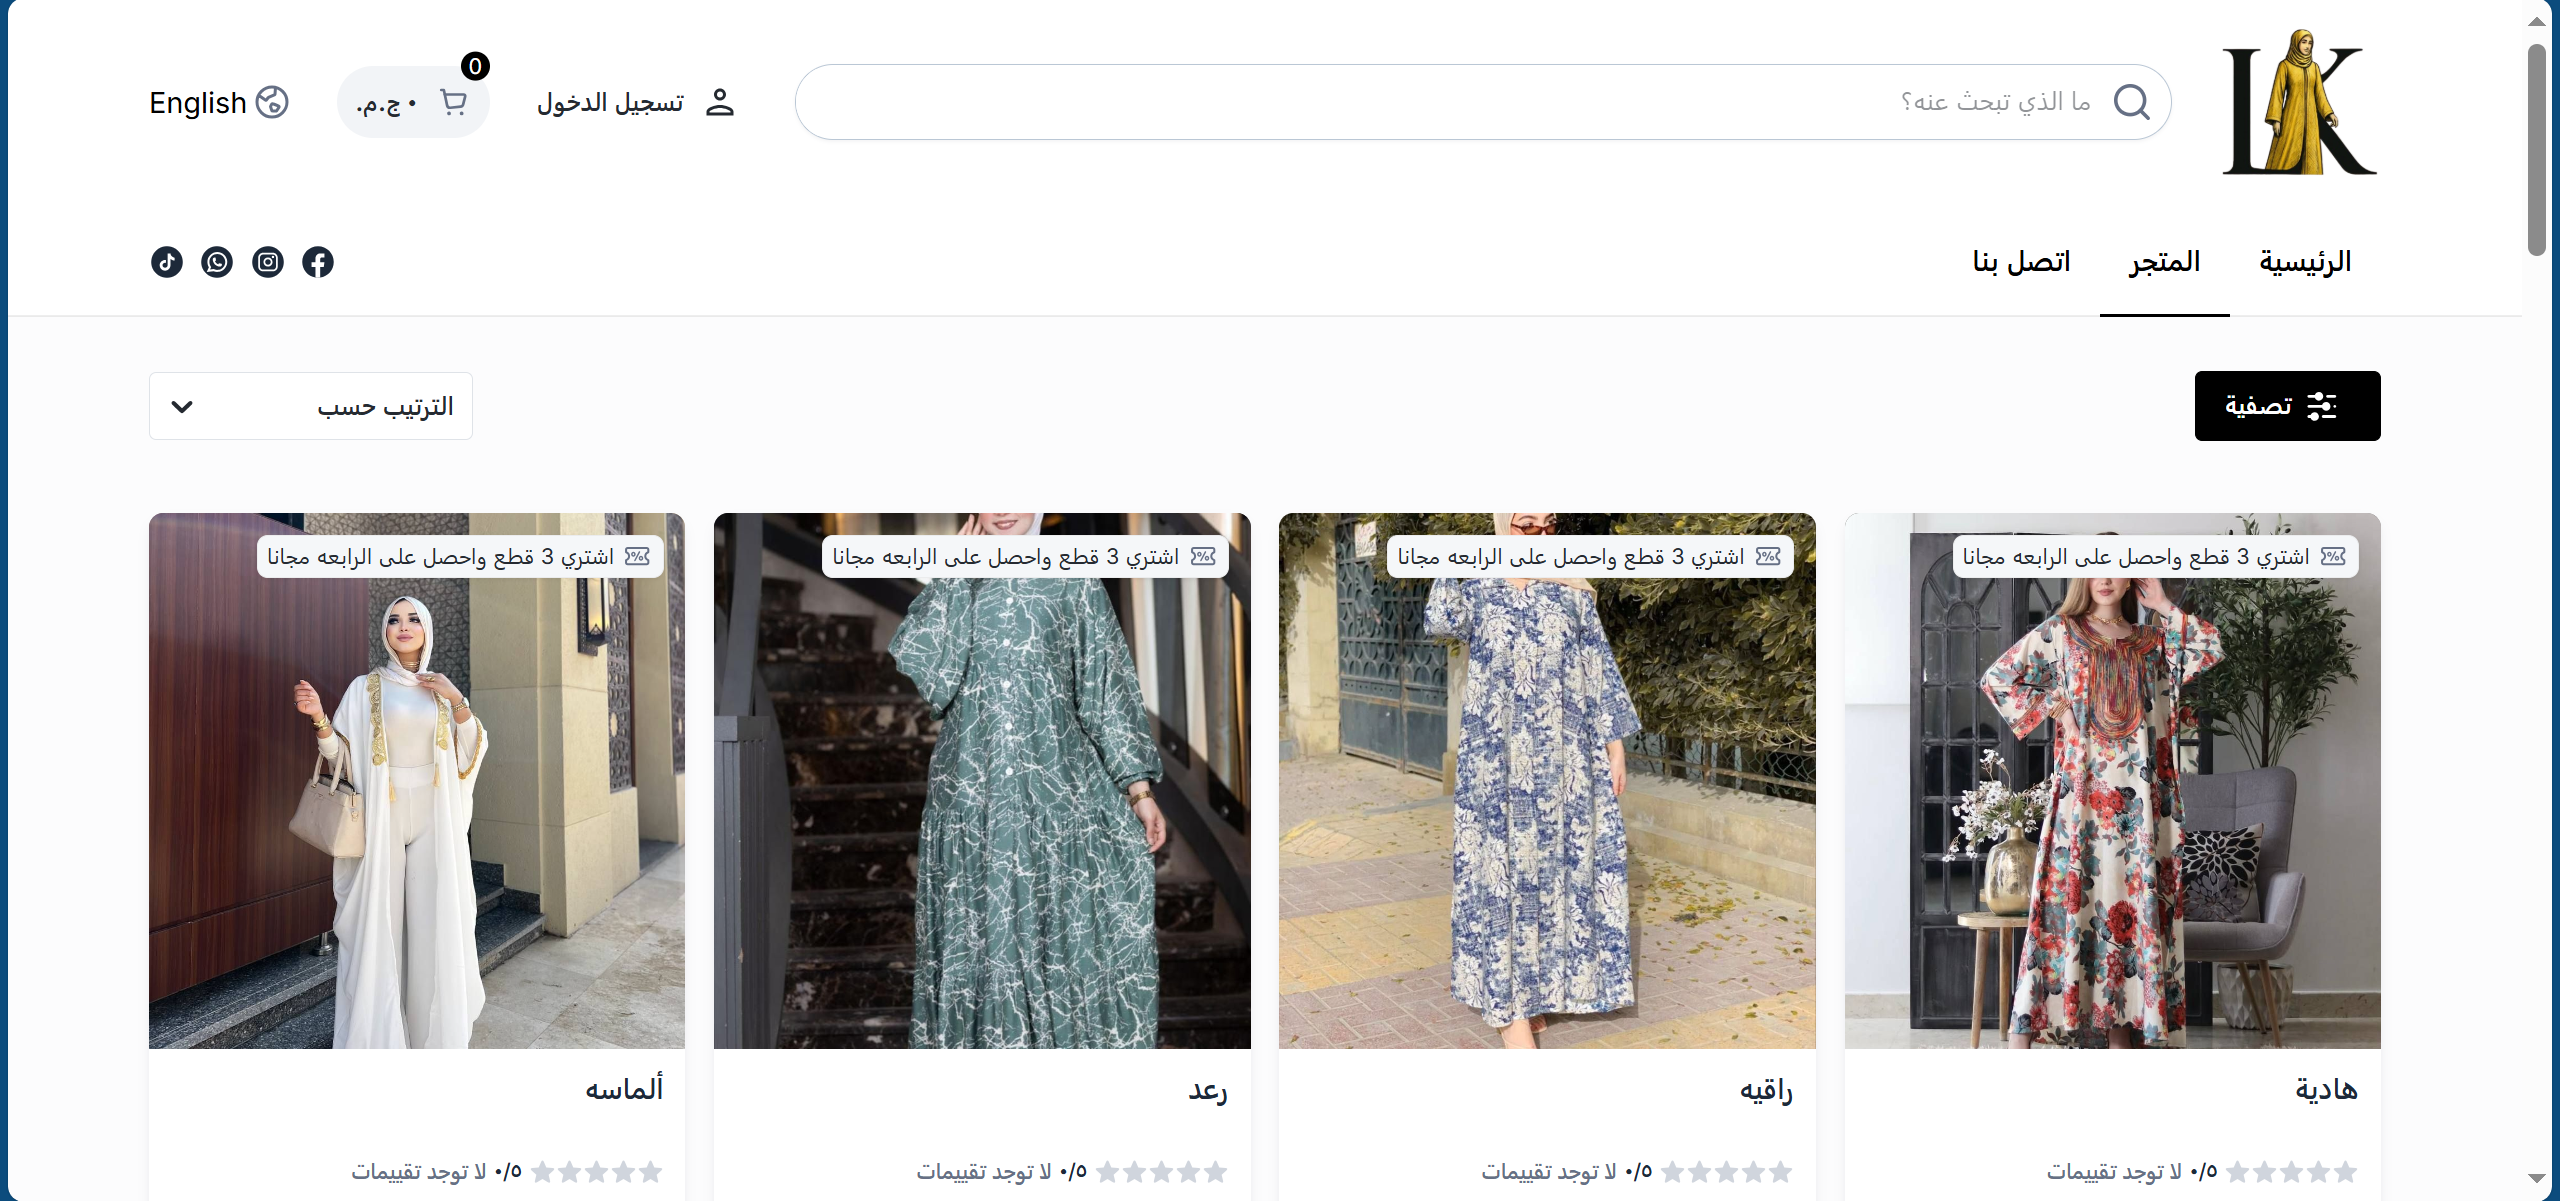 LK
ما الذي تبحث عنه؟
تسجيل الدخول
0
٠ ج.م.
English
الرئيسية
المتجر
اتصل بنا
تصفية
الترتيب حسب
اشتري 3 قطع واحصل على الرابعه مجانا
اشتري 3 قطع واحصل على الرابعه مجانا
اشتري 3 قطع واحصل على الرابعه مجانا
اشتري 3 قطع واحصل على الرابعه مجانا
هادية
راقيه
رعد
ألماسه
٠/٥ لا توجد تقييمات
٠/٥ لا توجد تقييمات
٠/٥ لا توجد تقييمات
٠/٥ لا توجد تقييمات